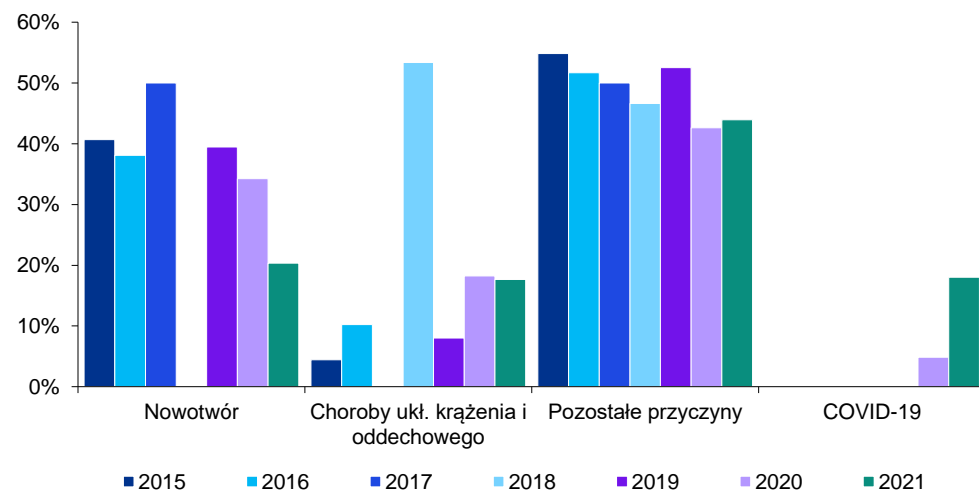 60%
50%
40%
30%
20%
10%
0%
Nowotwór
Choroby ukł. krążenia i
oddechowego
Pozostałe przyczyny
COVID-19
2015
2016
2017
2018
2019
2020
2021